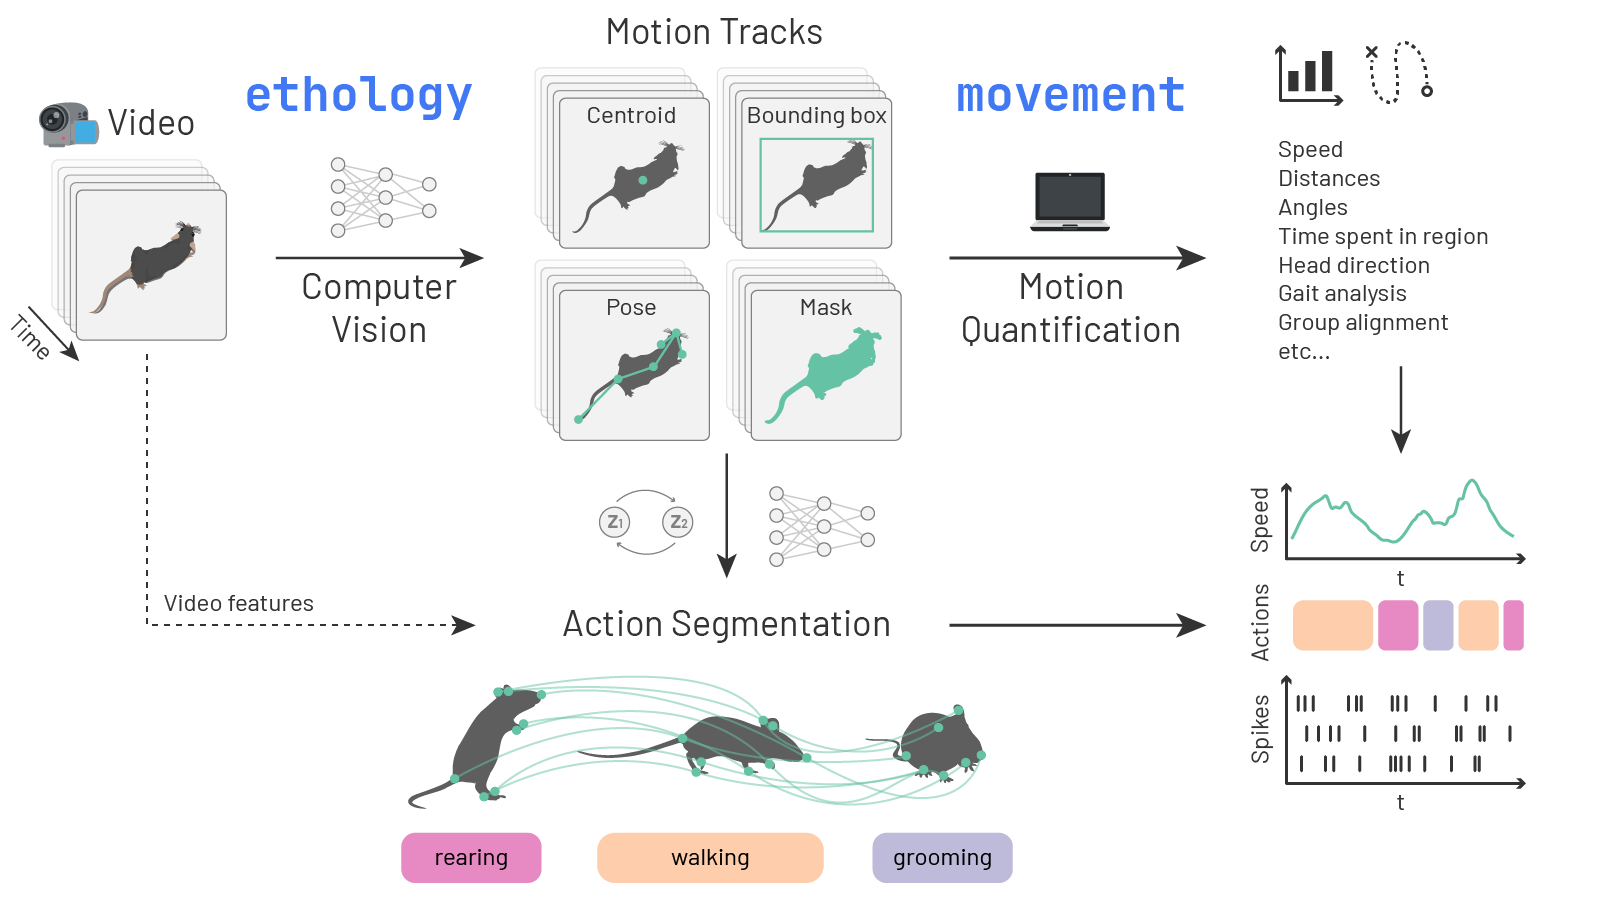 Motion Tracks
ethology
movement
Video
Time
Computer
Vision
Centroid
Bounding box
Pose
Mask
Motion
Quantification
Speed
Distances
Angles
Time spent in region
Head direction
Gait analysis
Group alignment
etc...
Z1
Z2
Video features
Action Segmentation
rearing
walking
grooming
Speed
t
Actions
Spikes
t